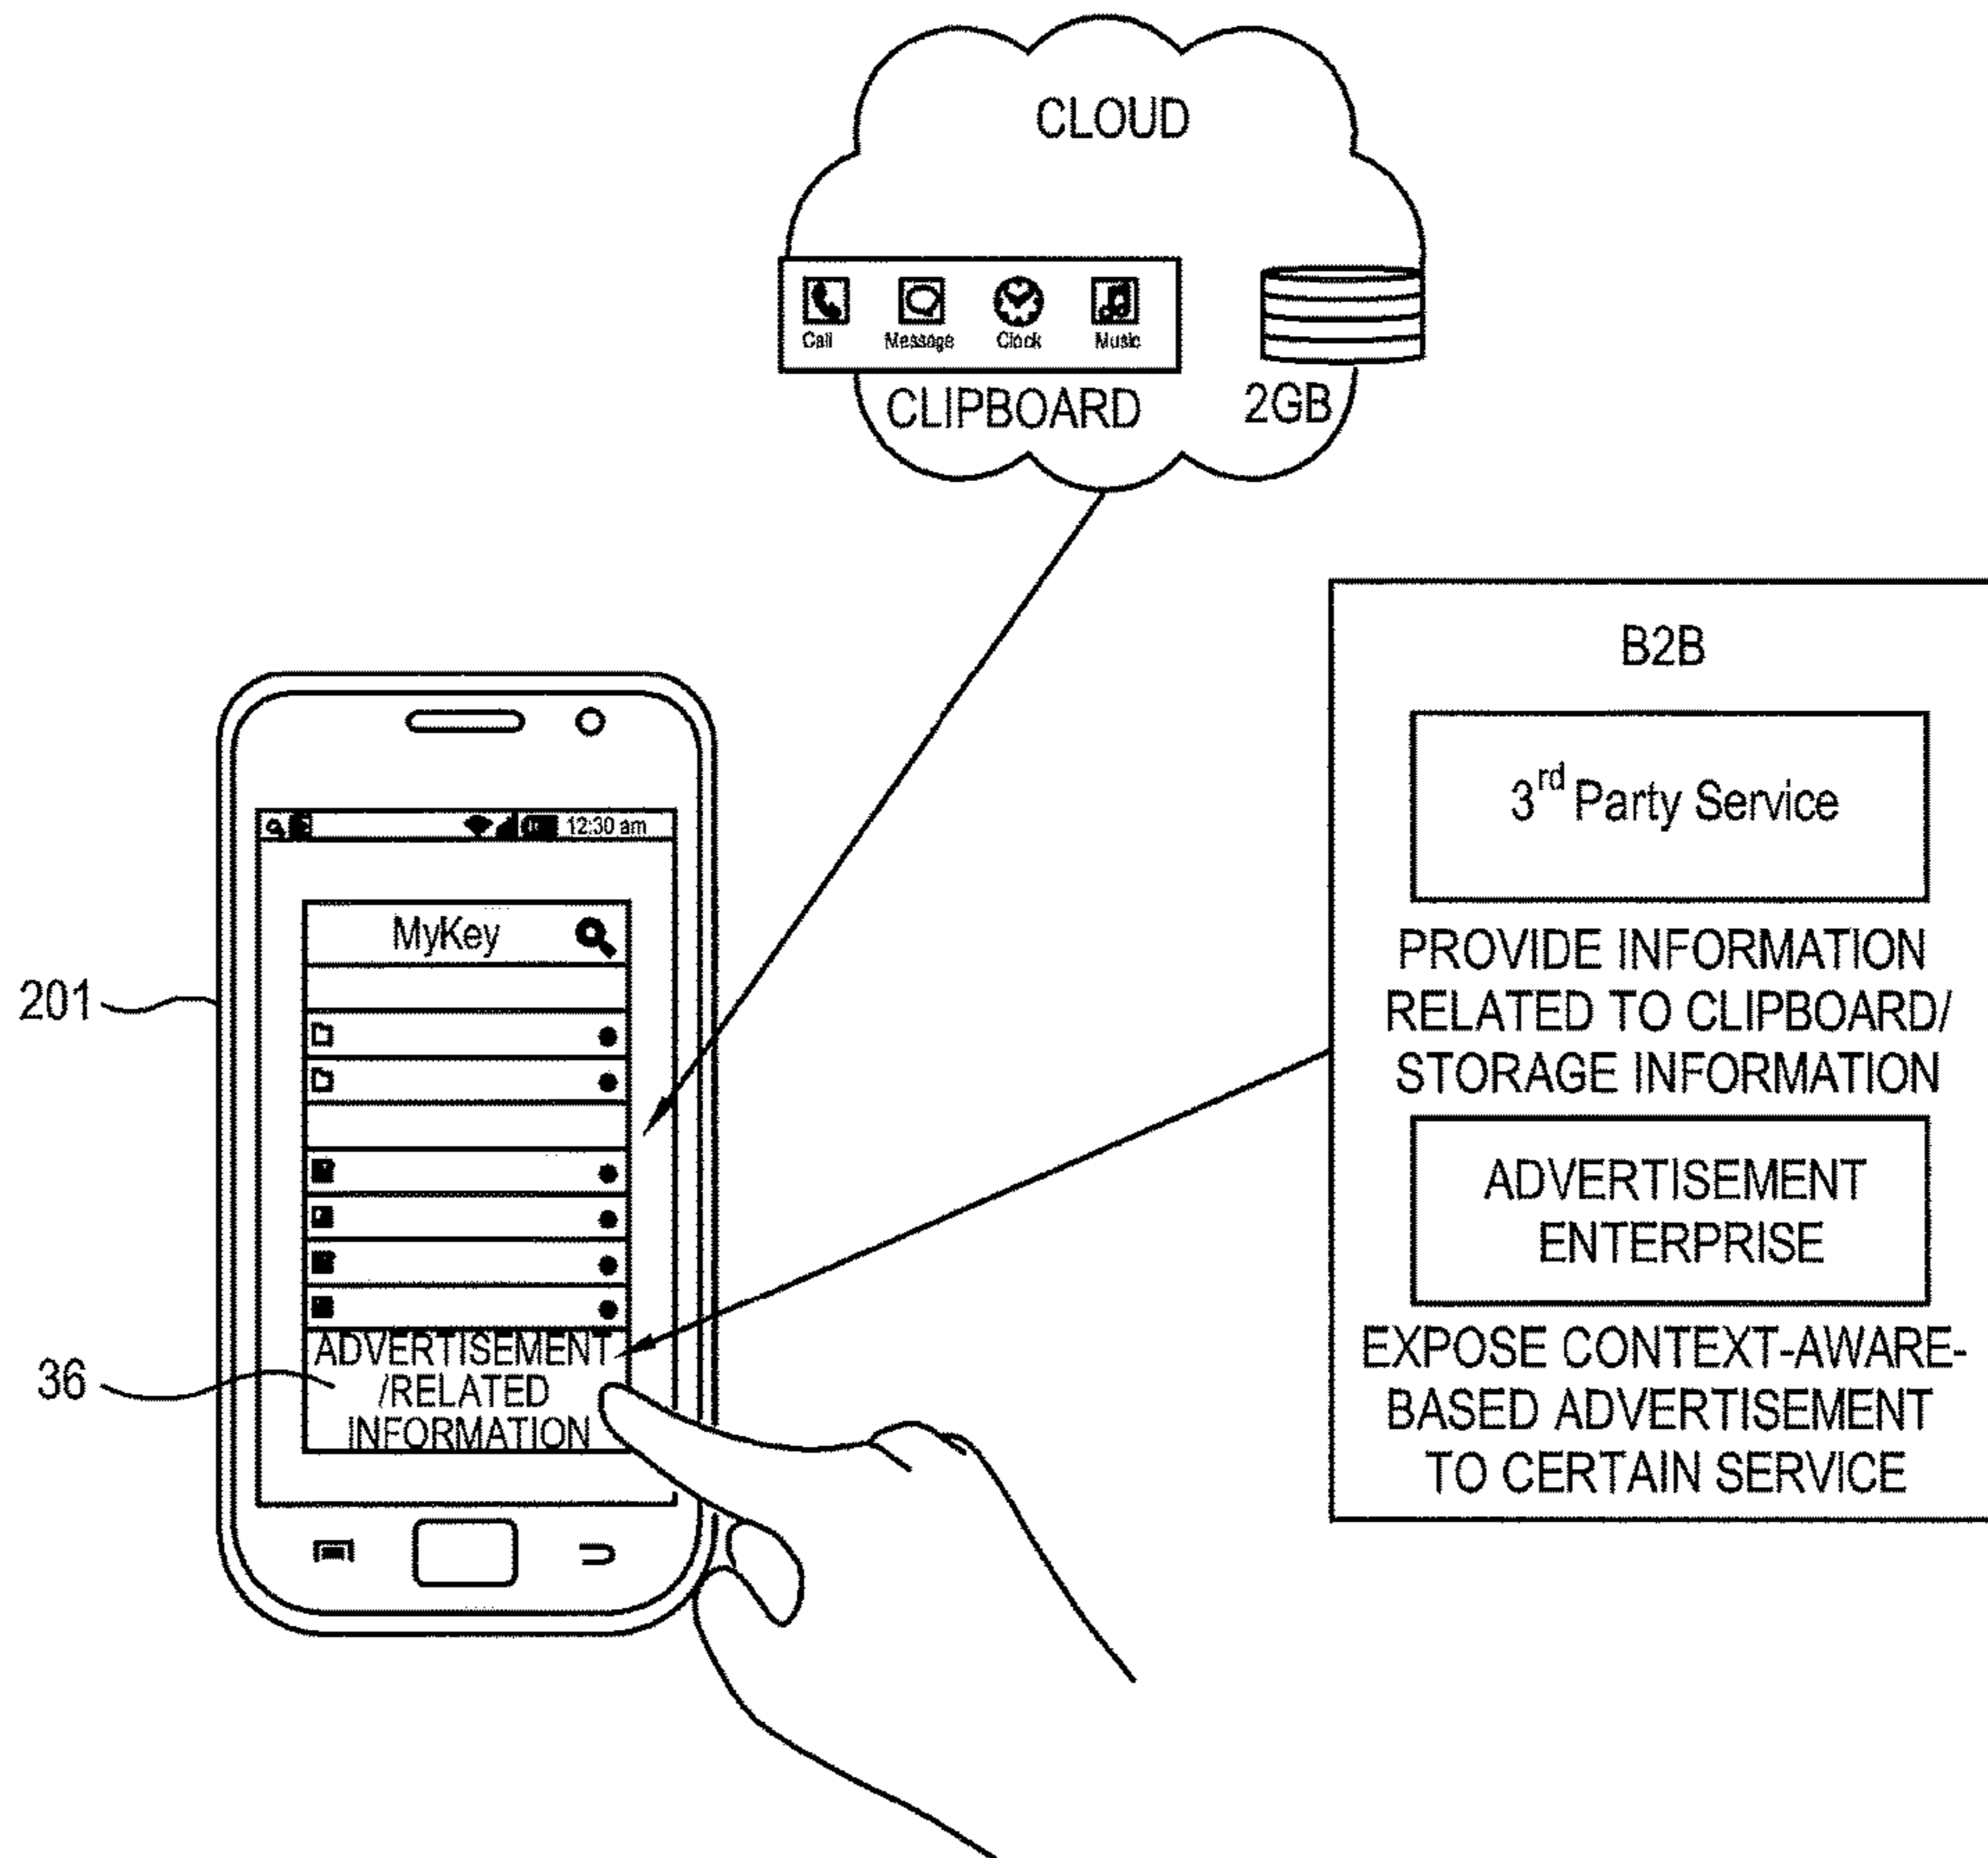 CLOUD
Call Message Clock Music
CLIPBOARD 2GB
B2B
3rd Party Service
PROVIDE INFORMATION
RELATED TO CLIPBOARD/
STORAGE INFORMATION
ADVERTISEMENT
ENTERPRISE
EXPOSE CONTEXT-AWARE-
BASED ADVERTISEMENT
TO CERTAIN SERVICE
12:30 am
MyKey
201
ADVERTISEMENT
/RELATED
INFORMATION
36